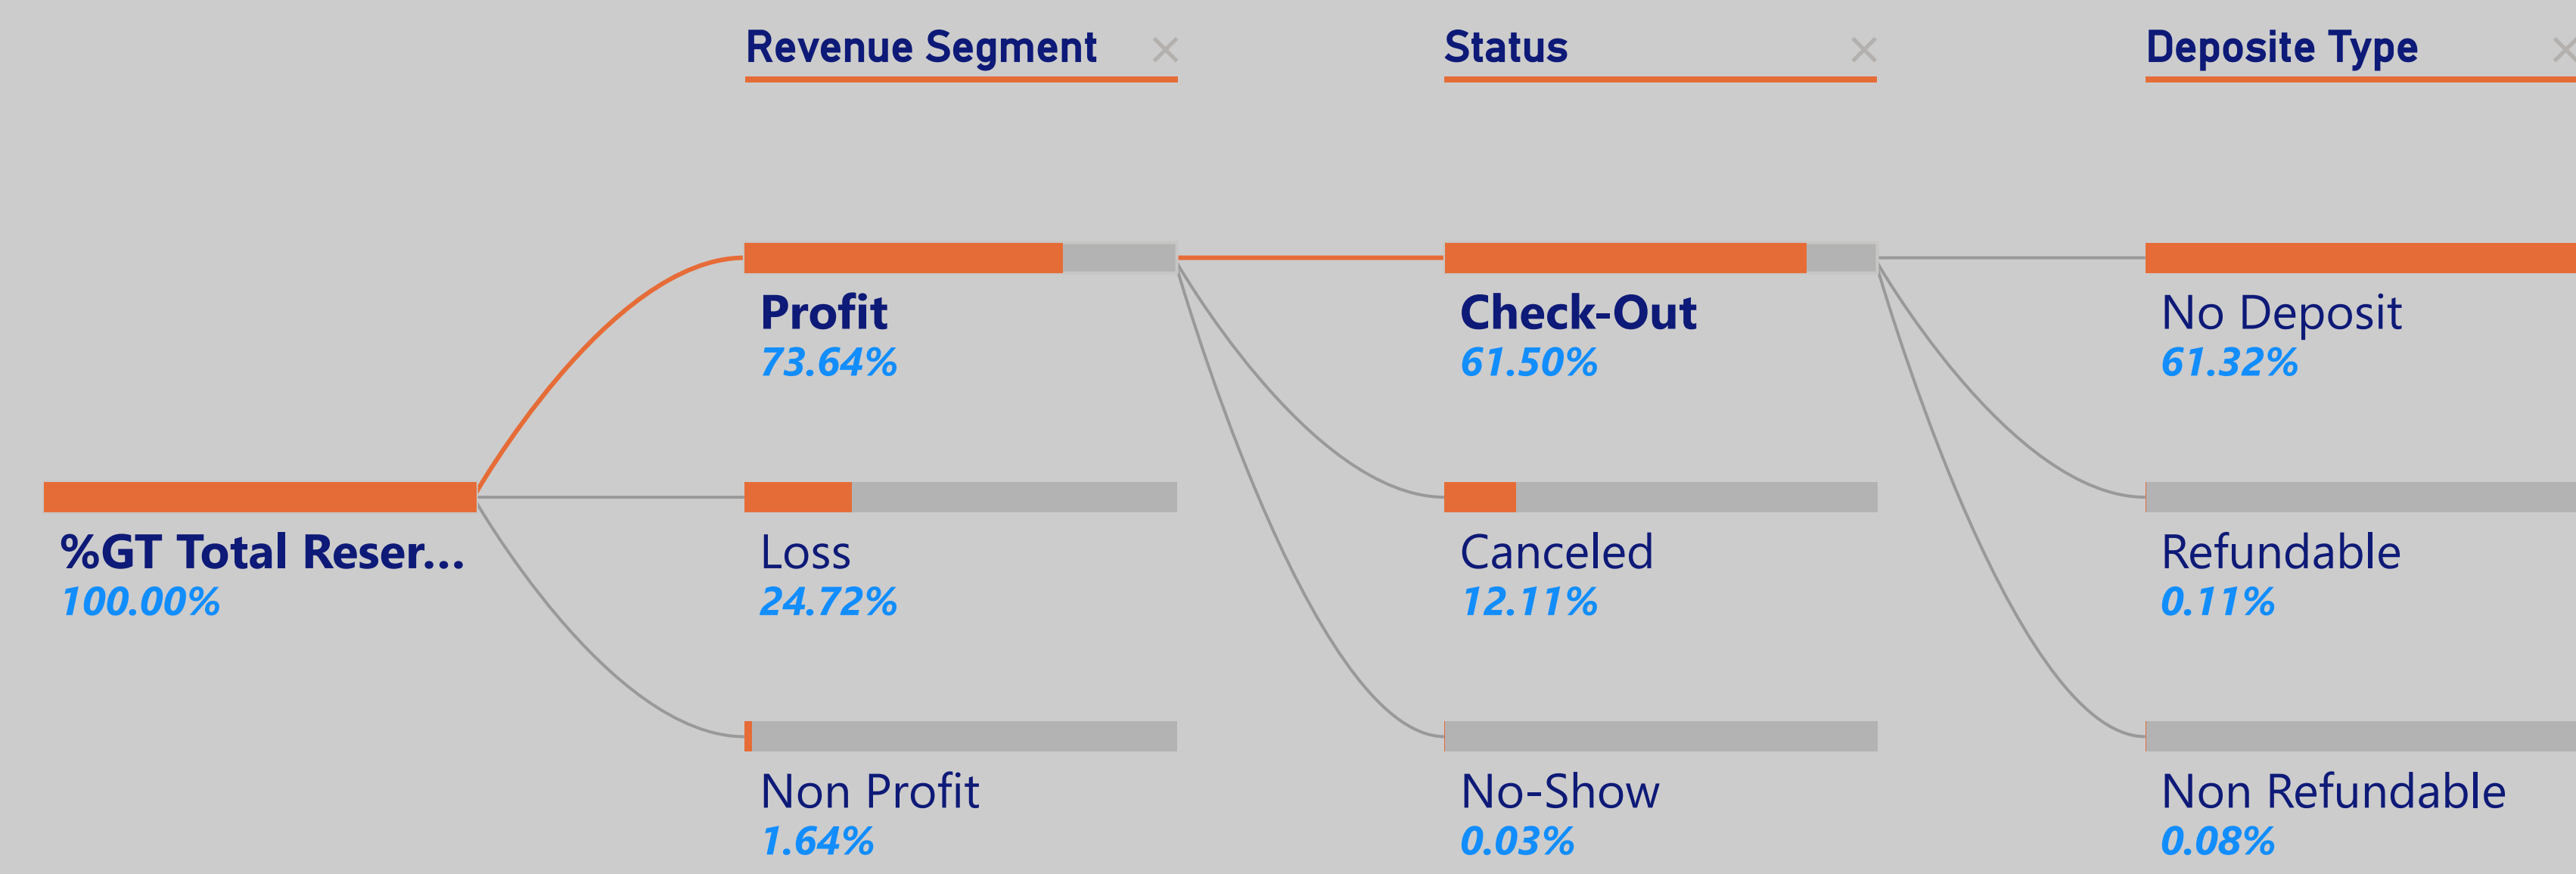 Revenue Segment
Status
Deposite Type
%GT Total Reser...
100.00%
Profit
73.64%
Loss
24.72%
Non Profit
1.64%
Check-Out
61.50%
Canceled
12.11%
No-Show
0.03%
No Deposit
61.32%
Refundable
0.11%
Non Refundable
0.08%